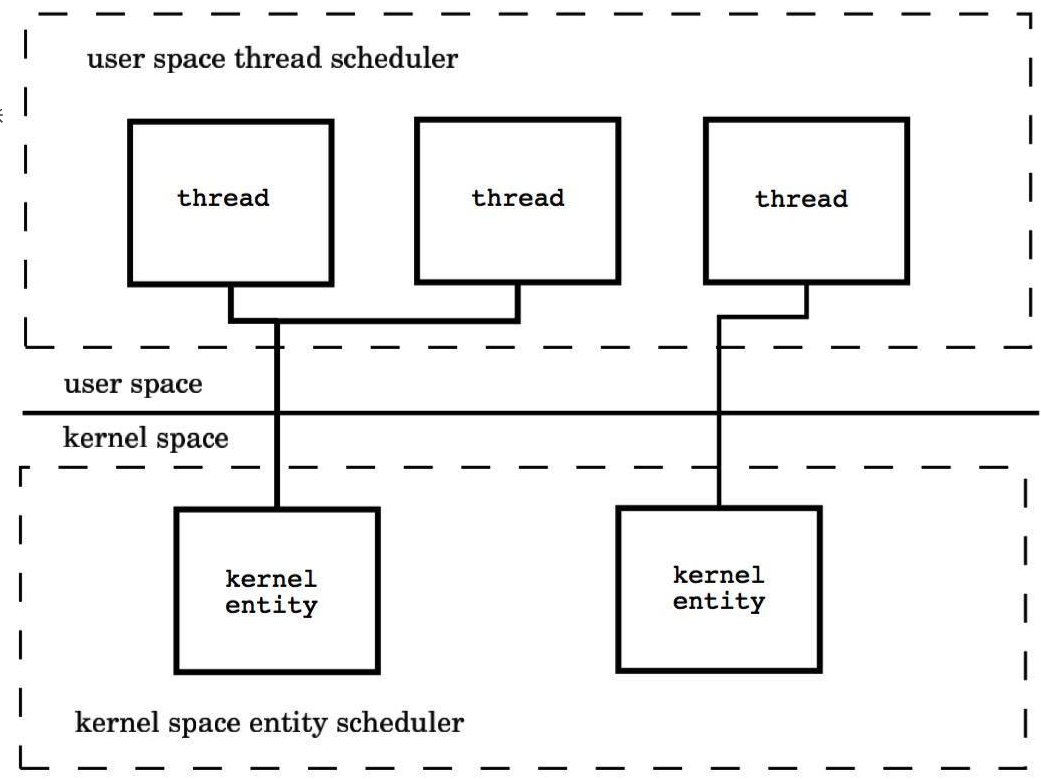 user space thread scheduler
thread
thread
thread
user space
kernel space
kernel
entity
kernel
entity
kernel space entity scheduler